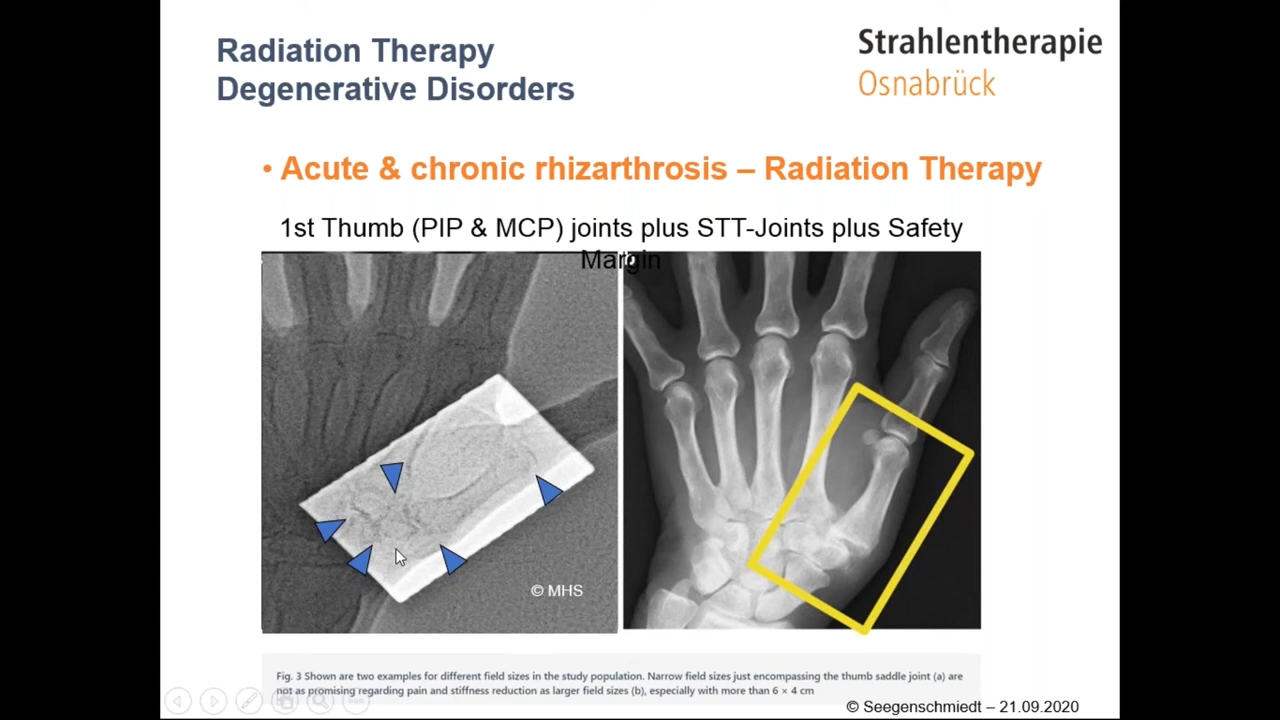 Radiation Therapy
Degenerative Disorders
Strahlentherapie
Osnabrück
• Acute & chronic rhizarthrosis – Radiation Therapy
1st Thumb (PIP & MCP) joints plus STT-Joints plus Safety
Margin
© MHS
Fig. 3 Shown are two examples for different field sizes in the study population. Narrow field sizes just encompassing the thumb saddle joint (a) are
not as promising regarding pain and stiffness reduction as larger field sizes (b), especially with more than 6 × 4 cm
© Seegenschmiedt – 21.09.2020